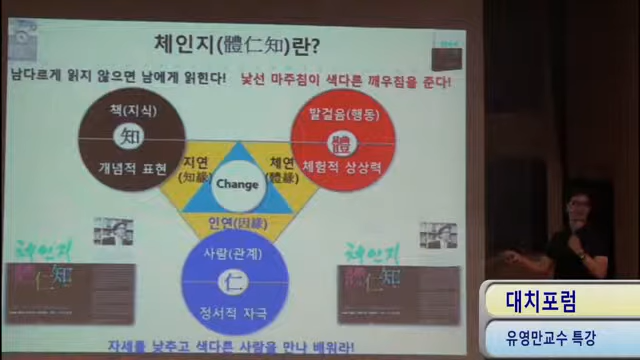 체인지(體仁知)란?
남다르게 읽지 않으면 남에게 읽힌다! 낯선 마주침이 색다른 깨우침을 준다!
책(지식)
知
개념적 표현
발걸음(행동)
體
체험적 상상력
지연
(知緣)
체연
(體緣)
Change
인연(因緣)
사람(관계)
仁
정서적 자극
체인지
體仁知
체인지
體仁知
자세를 낮추고 색다른 사람을 만나 배워라!
대치포럼
유영만교수 특강